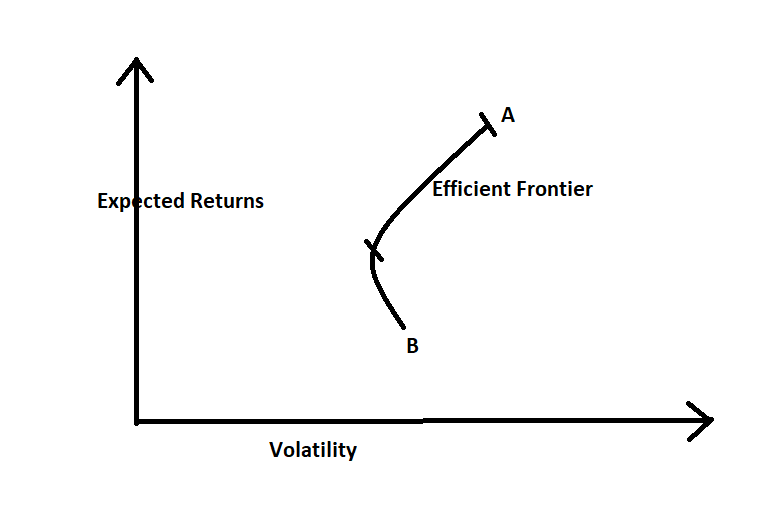 A
Efficient Frontier
Expected Returns
B
Volatility